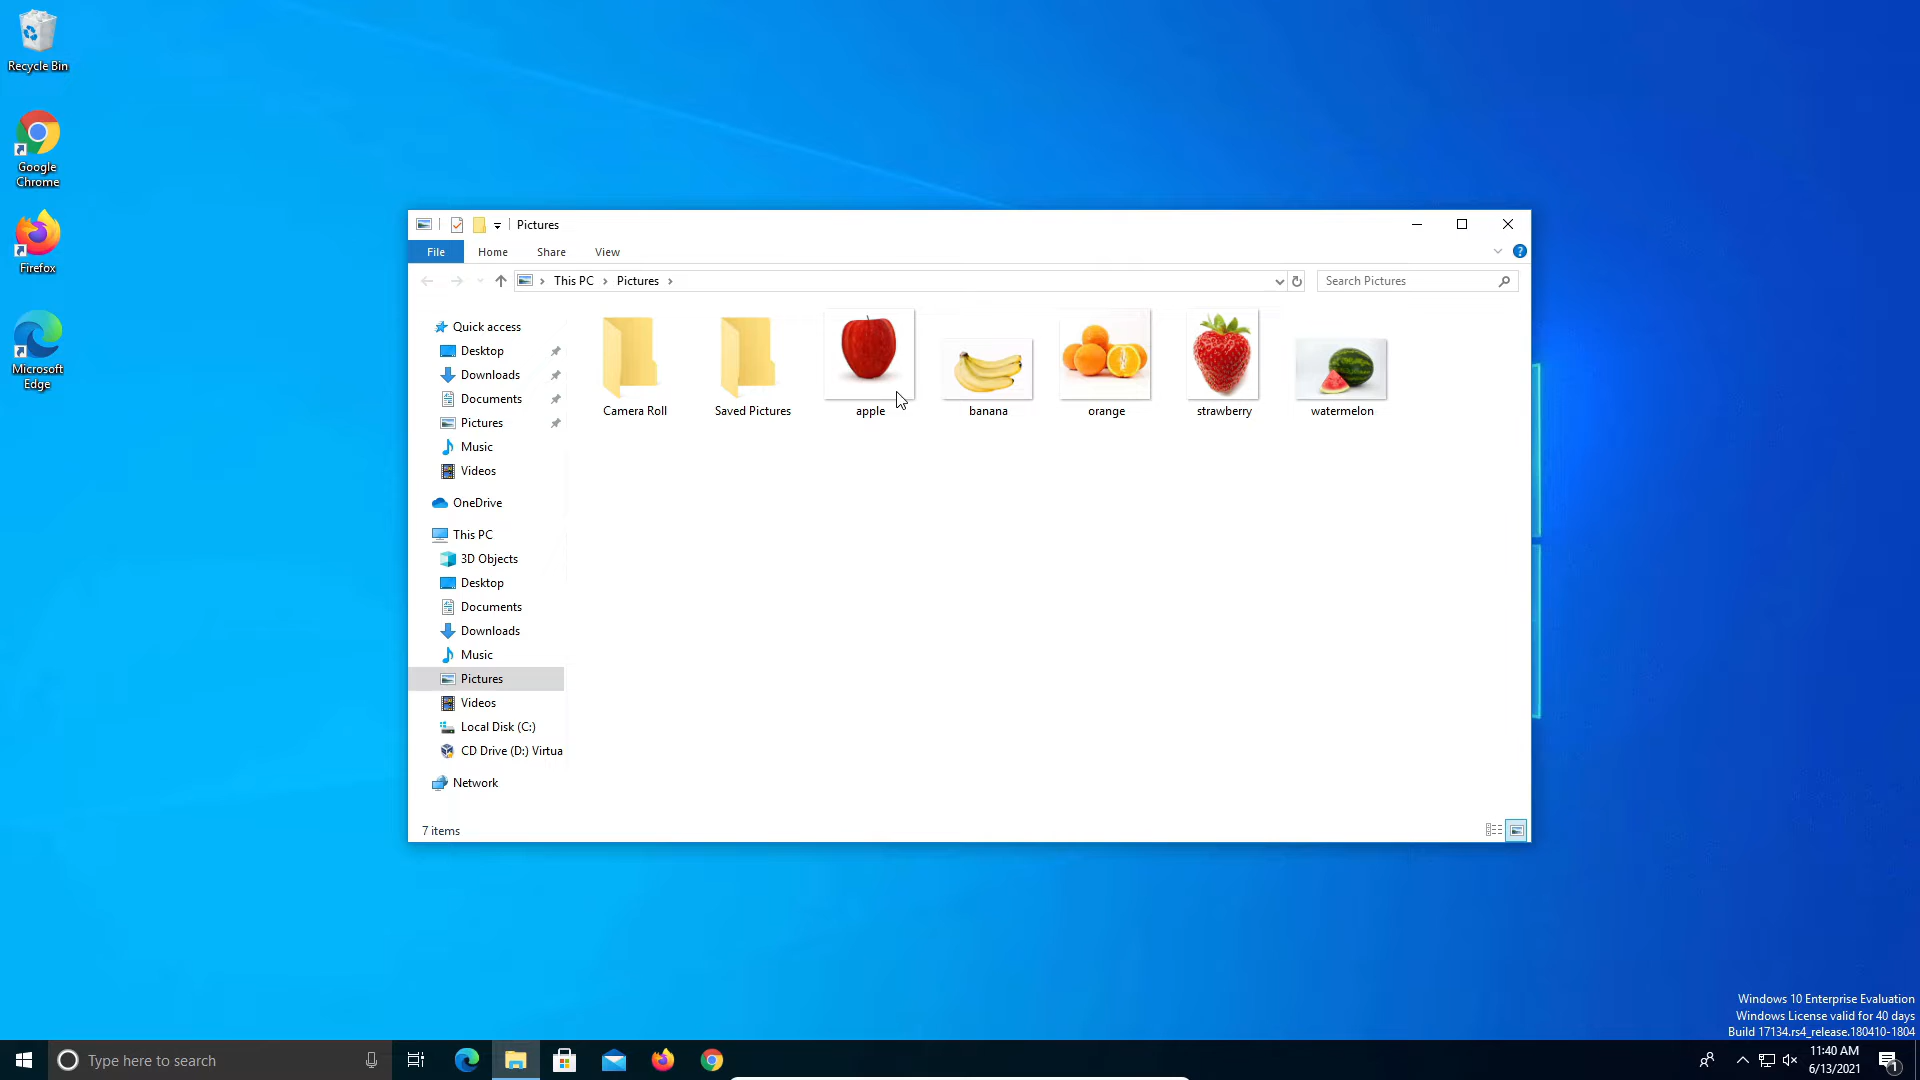 Recycle Bin
Google
Chrome
Firefox
Microsoft
Edge
Pictures
File
Home
Share
View
This PC
Pictures
Search Pictures
Quick access
Desktop
Downloads
Documents
Pictures
Music
Videos
OneDrive
This PC
3D Objects
Desktop
Documents
Downloads
Music
Pictures
Videos
Local Disk (C:)
CD Drive (D:) Virtua
Network
Camera Roll
Saved Pictures
apple
banana
orange
strawberry
watermelon
7 items
Windows 10 Enterprise Evaluation
Windows License valid for 40 days
Build 17134.rs4_release.180410-1804
Type here to search
11:40 AM
6/13/2021
1